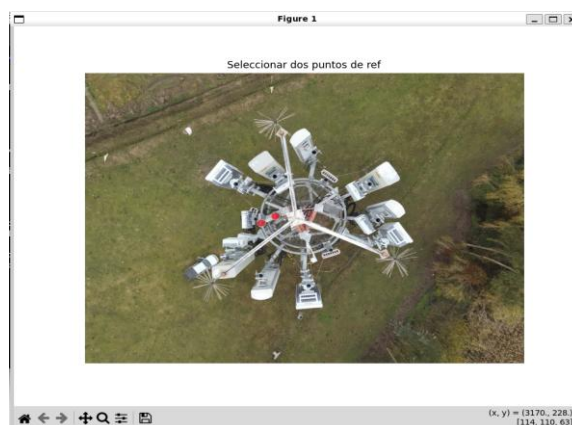 Figure 1
Seleccionar dos puntos de ref
(x, y) = (3170., 228.)
[114, 110, 63]